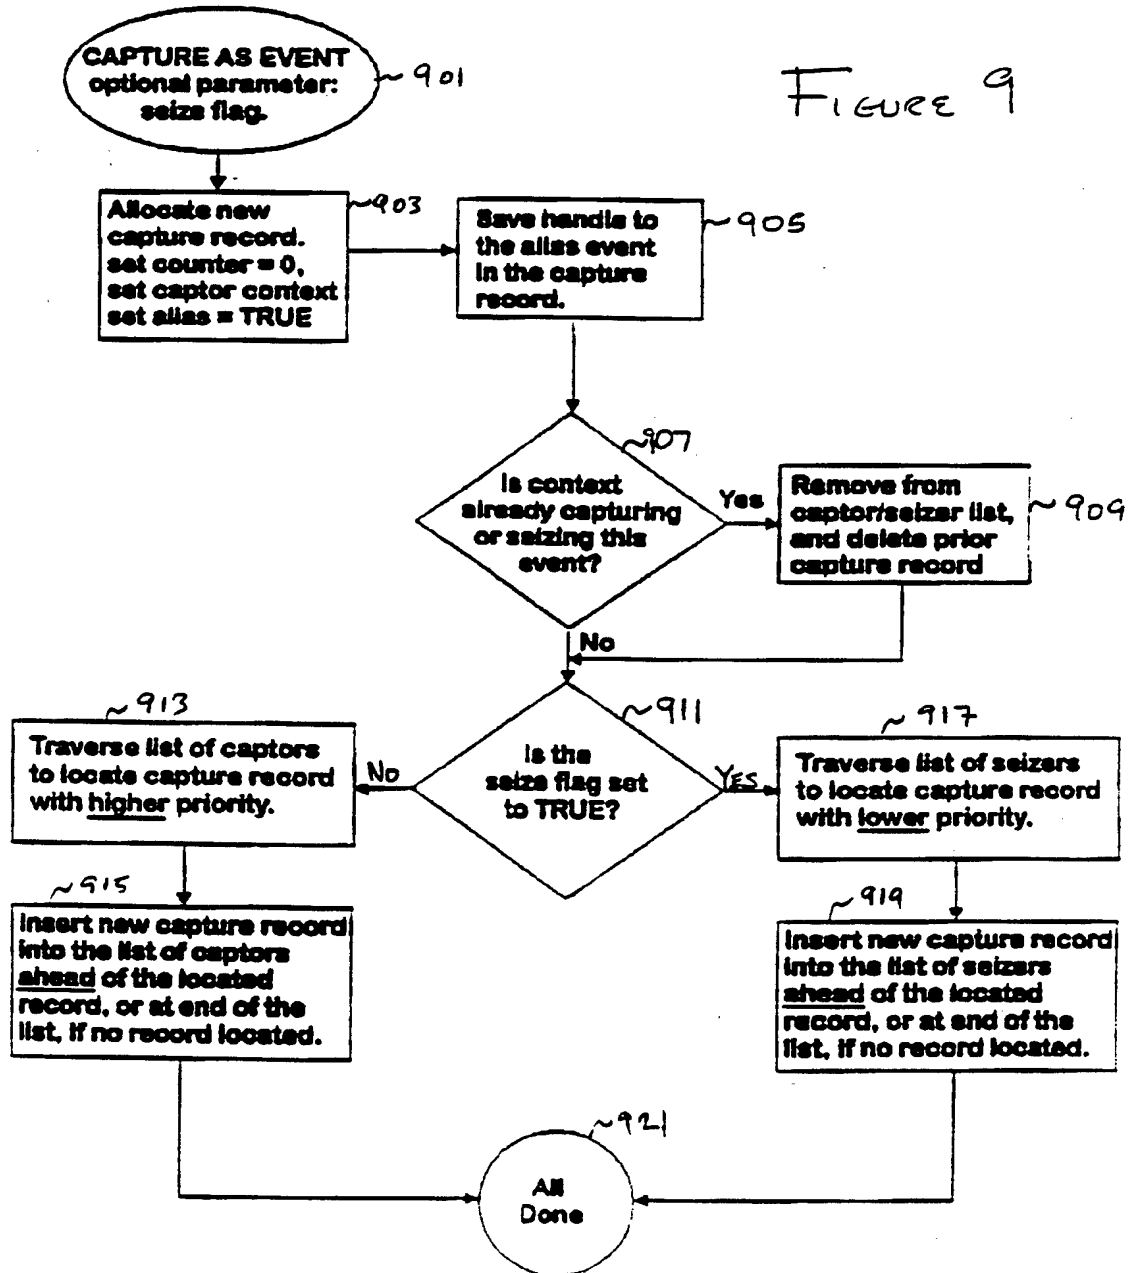 CAPTURE AS EVENT
optional parameter:
seize flag.
~ 901
FIGURE 9
Allocate new
capture record.
set counter = 0,
set captor context
set alias = TRUE
~903
Save handle to
the alias event
in the capture
record.
~905
~907
Is context
already capturing
or seizing this
event?
Yes
Remove from
captor/seizer list,
and delete prior
capture record
~909
No
~911
Is the
seize flag set
to TRUE?
NO
YES
~913
Traverse list of captors
to locate capture record
with higher priority.
~917
Traverse list of seizers
to locate capture record
with lower priority.
~915
Insert new capture record
into the list of captors
ahead of the located
record, or at end of the
list, if no record located.
~919
Insert new capture record
into the list of seizers
ahead of the located
record, or at end of the
list, if no record located.
~921
All
Done